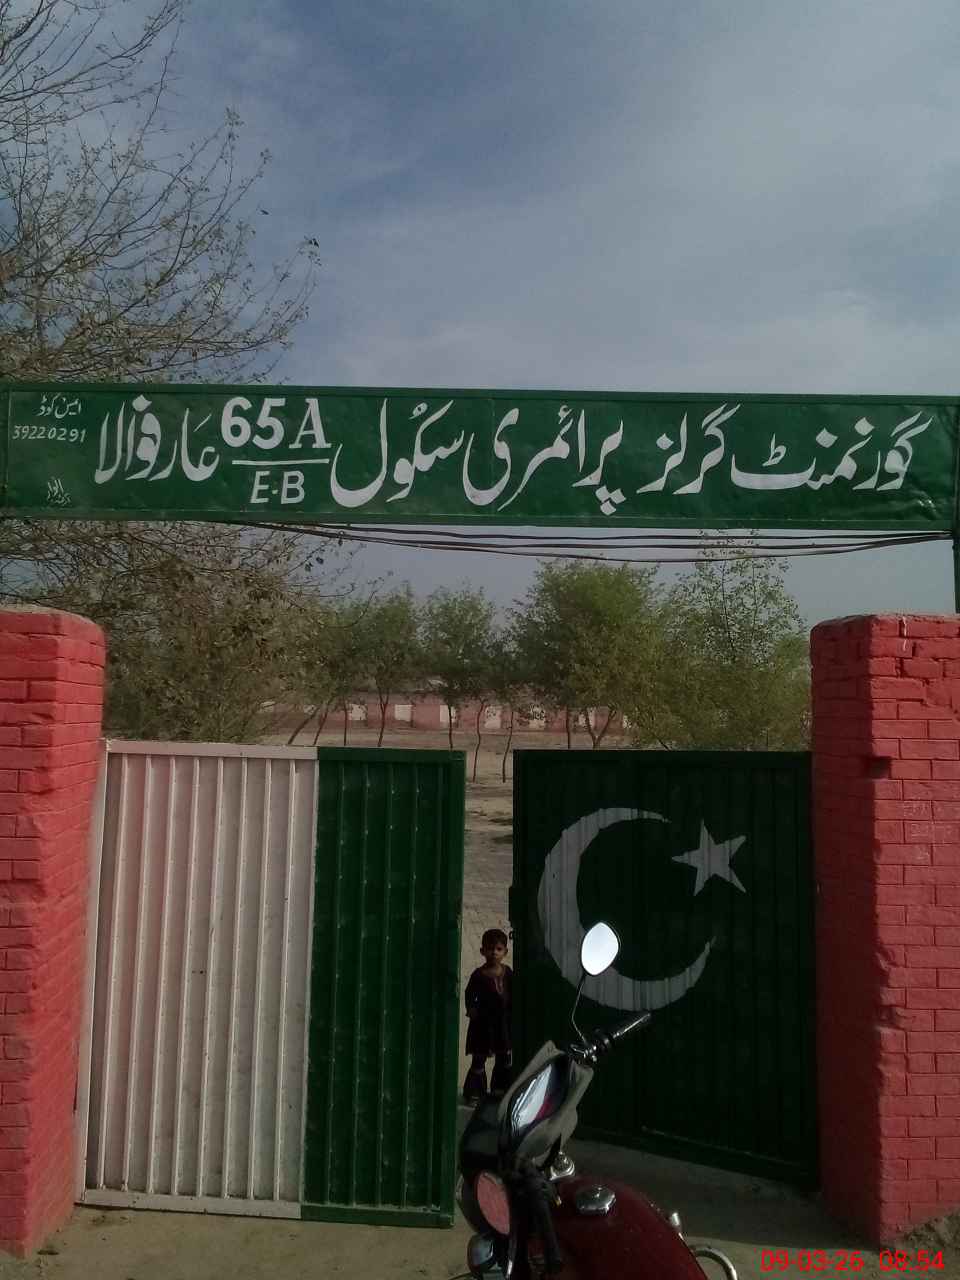 گورنمنٹ گرلز پرائمری سکول 65A/E-B عارفوالا
ایس کوڈ
39220291
09-03-26 08:54